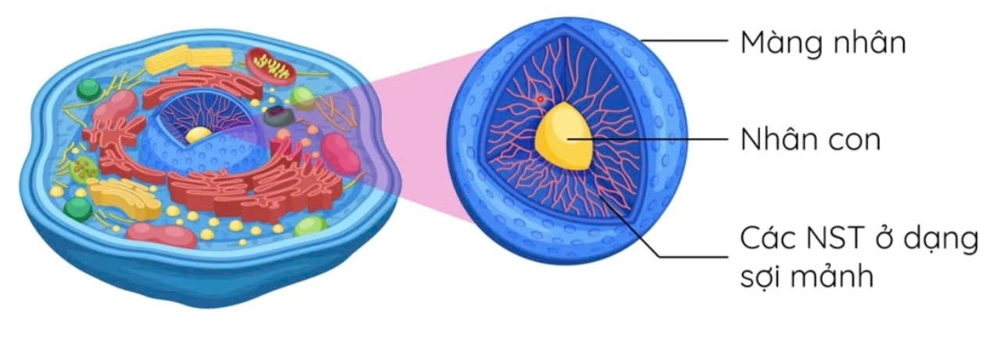 Màng nhân
Nhân con
Các NST ở dạng
sợi mảnh